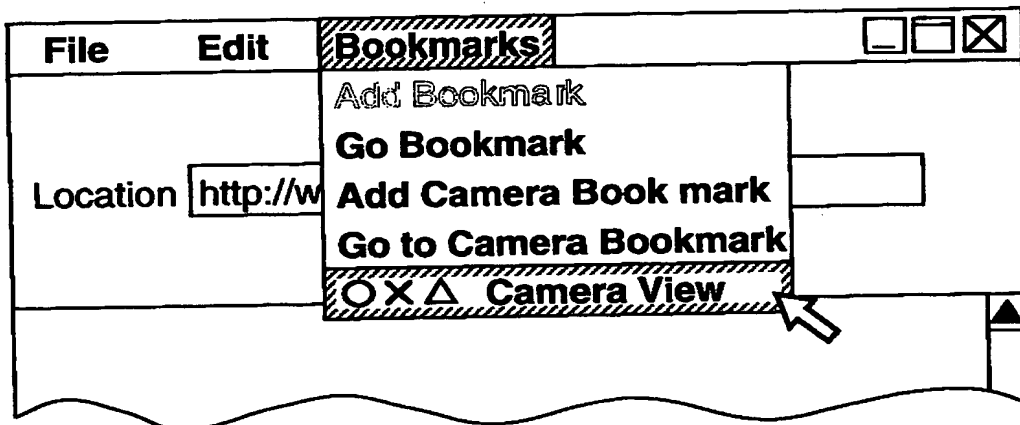 File Edit Bookmarks
Add Bookmark
Go Bookmark
Location http://w
Add Camera Book mark
Go to Camera Bookmark
○×△ Camera View